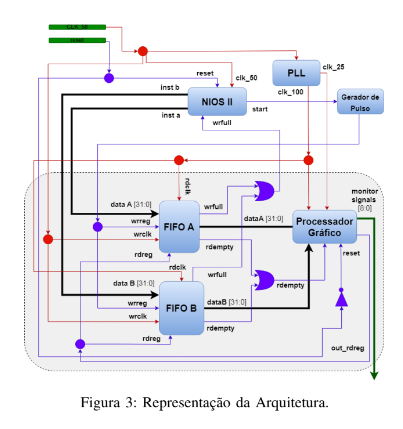 CLK_50
reset
clk_25
PLL
reset
clk_50
inst b
clk_100
NIOS II
Gerador de
Pulso
inst a
start
wrfull
rdclk
monitor
signals
[8:0]
wrfull
data A [31:0]
dataA [31:0]
wrreg
FIFO A
Processador
Gráfico
wrclk
rdreg
rdempty
rdclk
wrfull
reset
data B [31:0]
rdempty
wrreg
FIFO B
dataB [31:0]
wrclk
rdempty
rdreg
out_rdreg
Figura 3: Representação da Arquitetura.